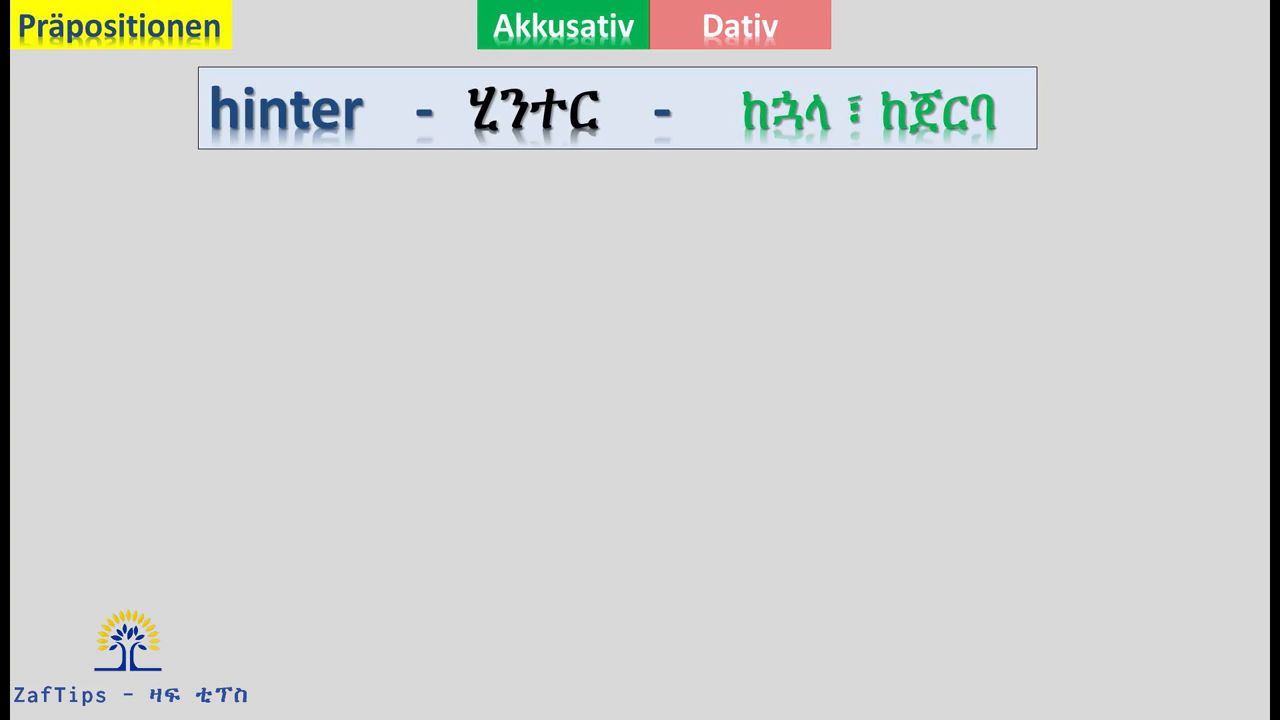 Präpositionen Akkusativ Dativ
hinter - ሂንተር - ከኋላ ፣ ከጀርባ
ZafTips - ዛፍ ቲፕስ